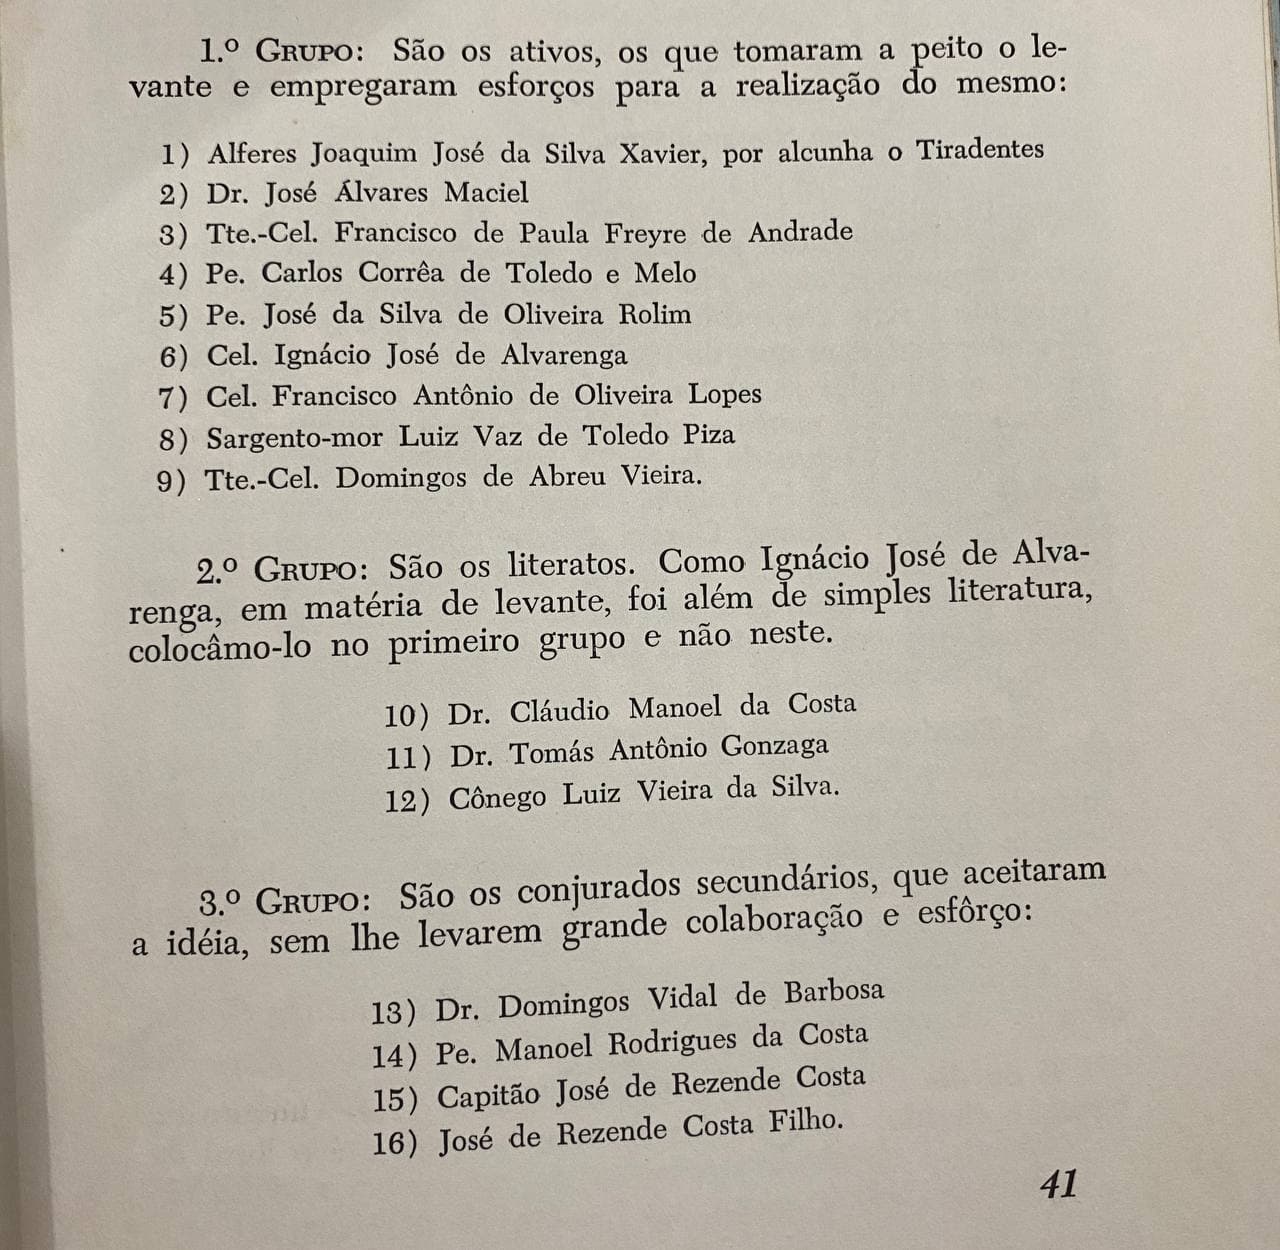 1.º GRUPO: São os ativos, os que tomaram a peito o le-
vante e empregaram esforços para a realização do mesmo:
1) Alferes Joaquim José da Silva Xavier, por alcunha o Tiradentes
2) Dr. José Álvares Maciel
3) Tte.-Cel. Francisco de Paula Freyre de Andrade
4) Pe. Carlos Corrêa de Toledo e Melo
5) Pe. José da Silva de Oliveira Rolim
6) Cel. Ignácio José de Alvarenga
7) Cel. Francisco Antônio de Oliveira Lopes
8) Sargento-mor Luiz Vaz de Toledo Piza
9) Tte.-Cel. Domingos de Abreu Vieira.
2.º GRUPO: São os literatos. Como Ignácio José de Alva-
renga, em matéria de levante, foi além de simples literatura,
colocâmo-lo no primeiro grupo e não neste.
10) Dr. Cláudio Manoel da Costa
11) Dr. Tomás Antônio Gonzaga
12) Cônego Luiz Vieira da Silva.
3.º GRUPO: São os conjurados secundários, que aceitaram
a idéia, sem lhe levarem grande colaboração e esfôrço:
13) Dr. Domingos Vidal de Barbosa
14) Pe. Manoel Rodrigues da Costa
15) Capitão José de Rezende Costa
16) José de Rezende Costa Filho.
41